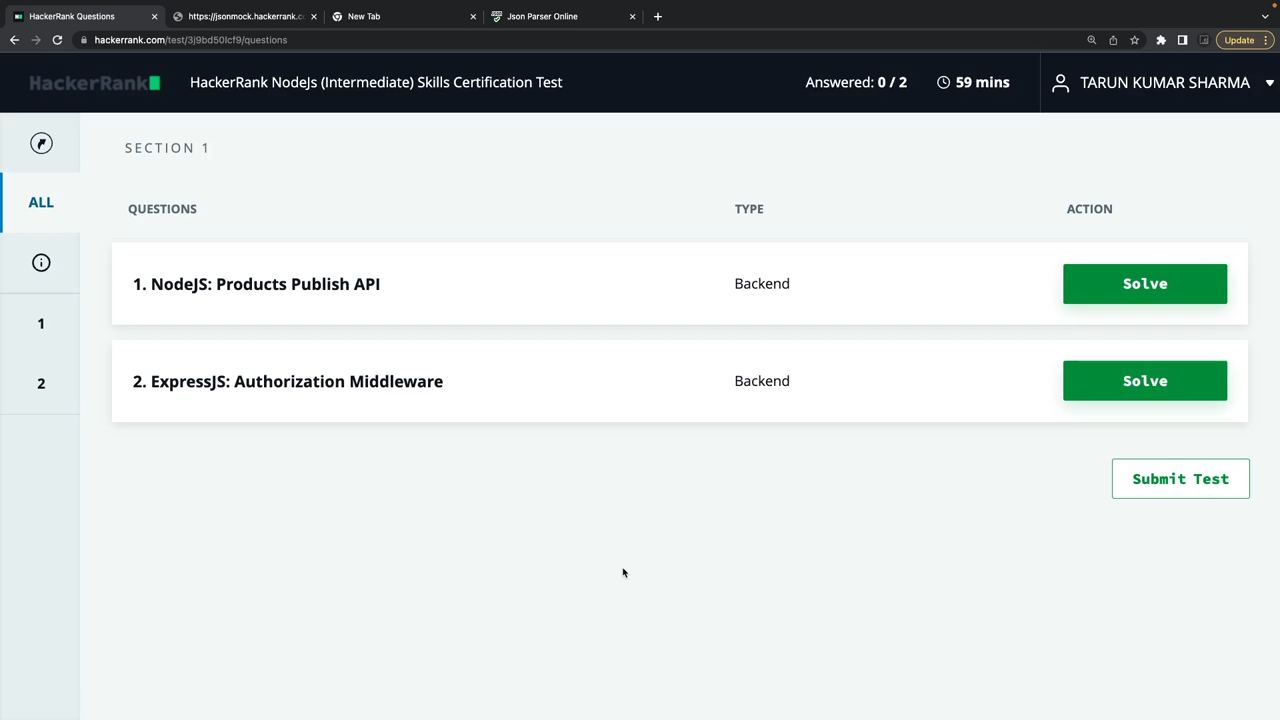 HackerRank Questions
https://jsonmock.hackerrank.c
New Tab
Json Parser Online
hackerrank.com/test/3j9bd50lcf9/questions
Update
HackerRank
HackerRank NodeJs (Intermediate) Skills Certification Test
Answered: 0 / 2
59 mins
TARUN KUMAR SHARMA
SECTION 1
ALL
QUESTIONS
TYPE
ACTION
1. NodeJS: Products Publish API
Backend
Solve
1
2. ExpressJS: Authorization Middleware
Backend
Solve
2
Submit Test